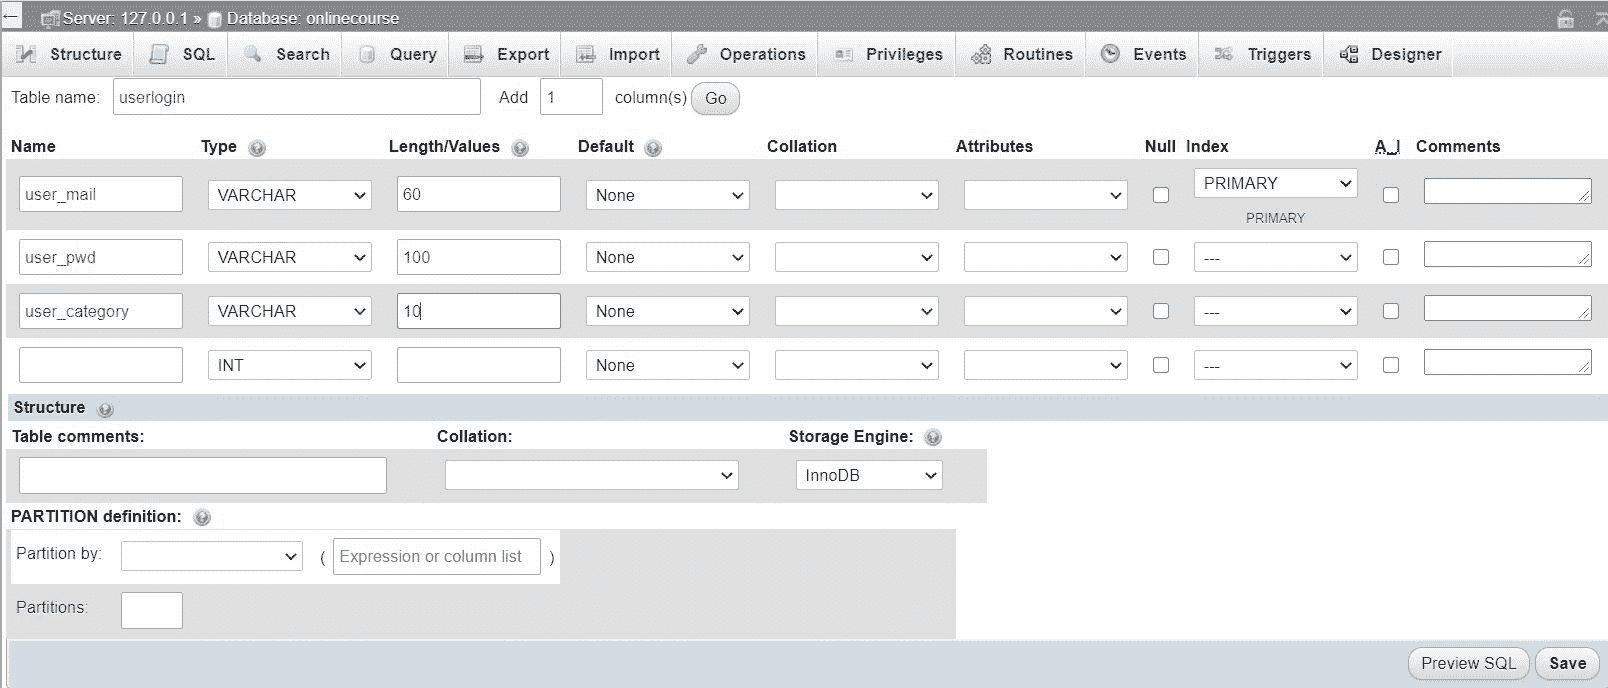 Server: 127.0.0.1 » Database: onlinecourse
Structure SQL Search Query Export Import Operations Privileges Routines Events Triggers Designer
Table name: userlogin Add 1 column(s) Go
Name Type Length/Values Default Collation Attributes Null Index A_I Comments
user_mail VARCHAR 60 None PRIMARY
PRIMARY
user_pwd VARCHAR 100 None ---
user_category VARCHAR 10 None ---
INT None ---
Structure
Table comments: Collation: Storage Engine:
InnoDB
PARTITION definition:
Partition by: ( Expression or column list )
Partitions:
Preview SQL Save